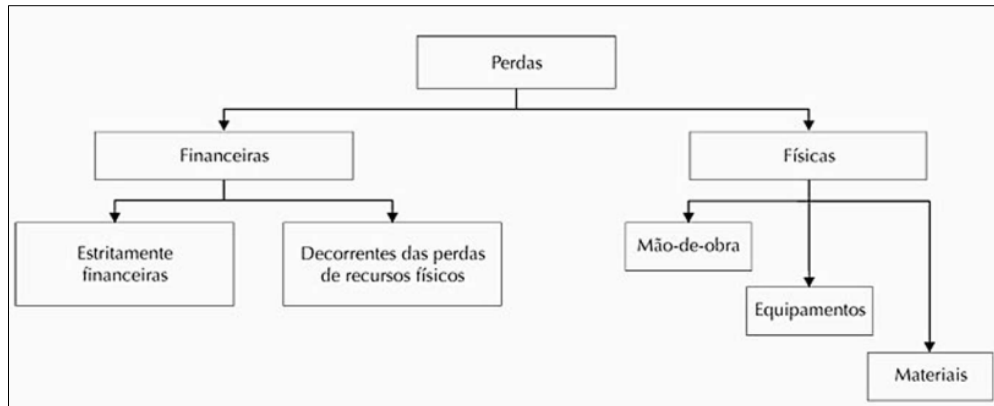 Perdas
Financeiras
Físicas
Estritamente
financeiras
Decorrentes das perdas
de recursos físicos
Mão-de-obra
Equipamentos
Materiais